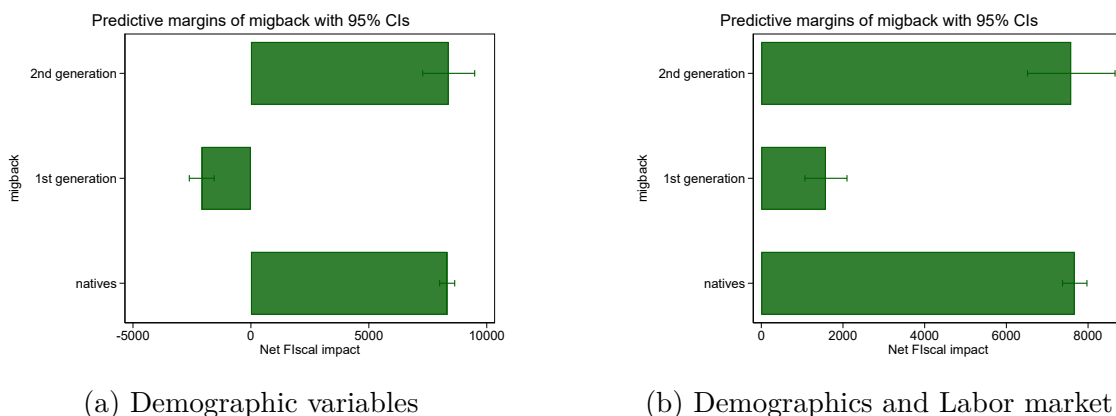 Predictive margins of migback with 95% CIs
2nd generation
1st generation
natives
migback
-5000
0
5000
10000
Net FIscal impact
(a) Demographic variables
Predictive margins of migback with 95% CIs
2nd generation
1st generation
natives
migback
0
2000
4000
6000
8000
Net FIscal impact
(b) Demographics and Labor market